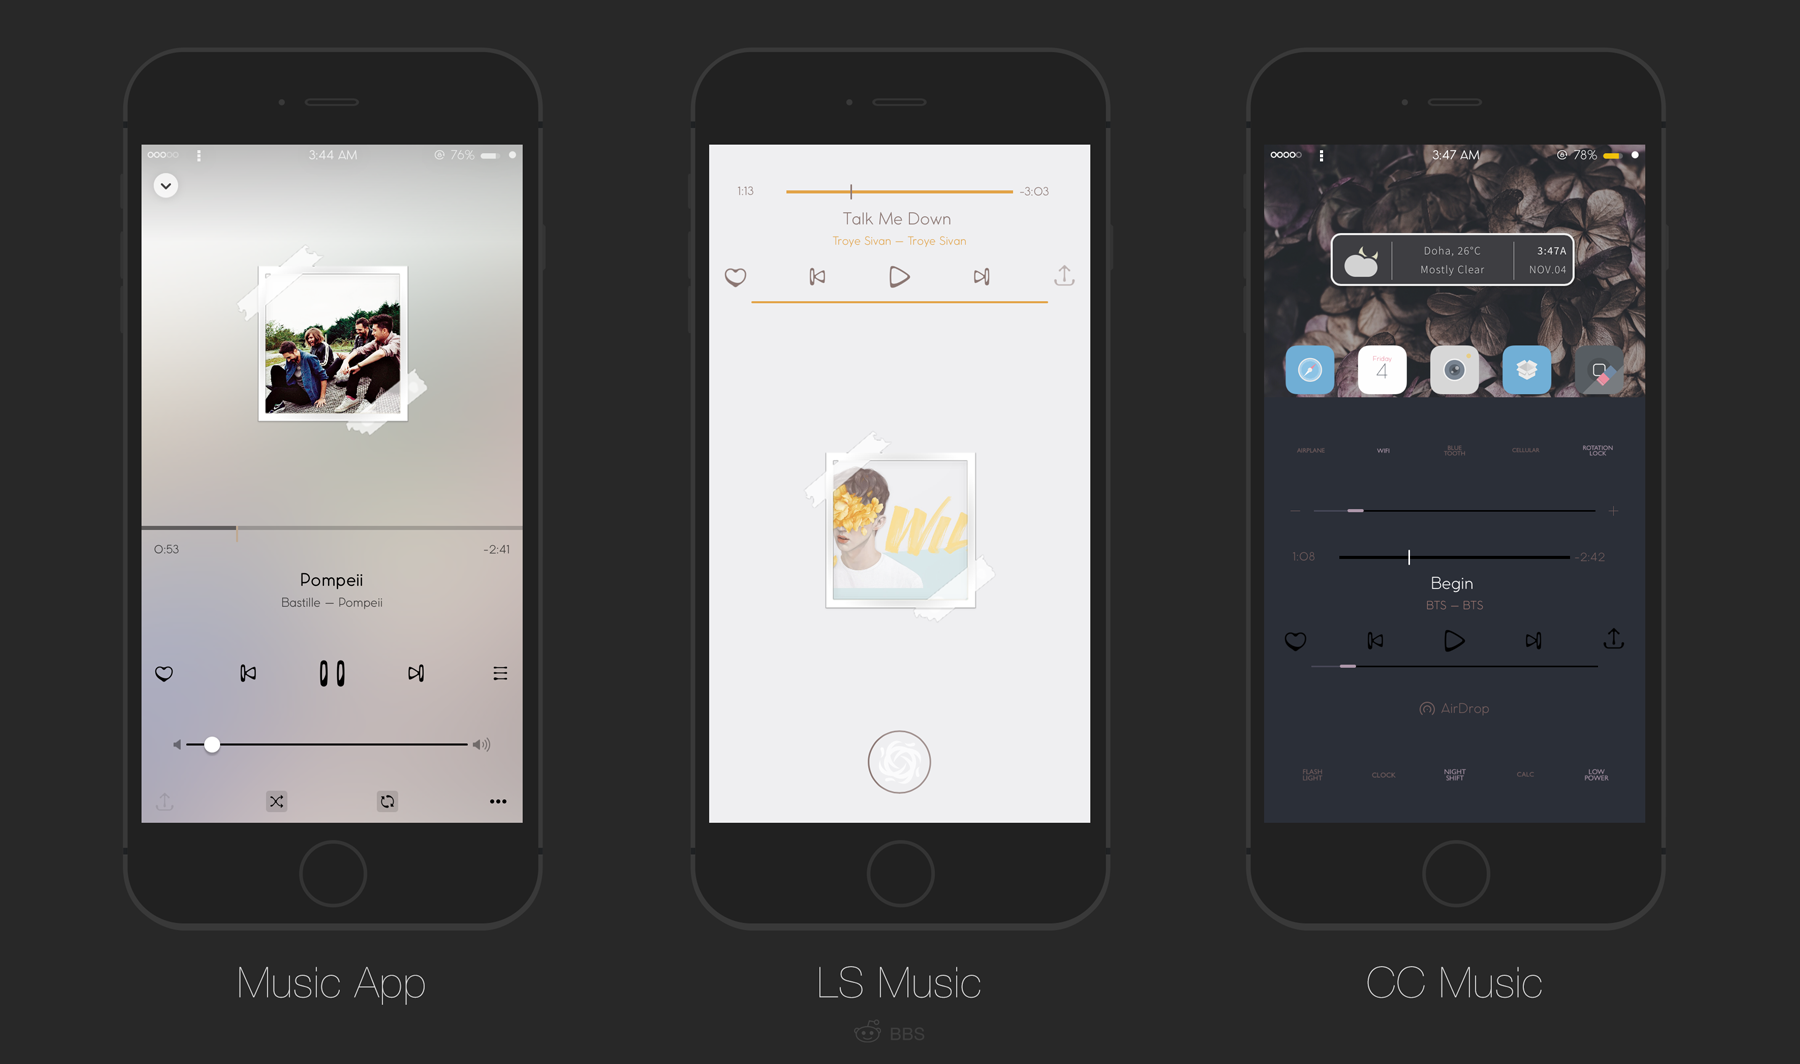 3:44 AM
76%
0:53
-2:41
Pompeii
Bastille — Pompeii
Music App
1:13
-3:03
Talk Me Down
Troye Sivan — Troye Sivan
WIL
LS Music
BBS
3:47 AM
78%
Doha, 26°C
Mostly Clear
3:47A
NOV.04
Friday
4
AIRPLANE
WIFI
BLUE
TOOTH
CELLULAR
ROTATION
LOCK
1:08
-2:42
Begin
BTS — BTS
AirDrop
FLASH
LIGHT
CLOCK
NIGHT
SHIFT
CALC
LOW
POWER
CC Music